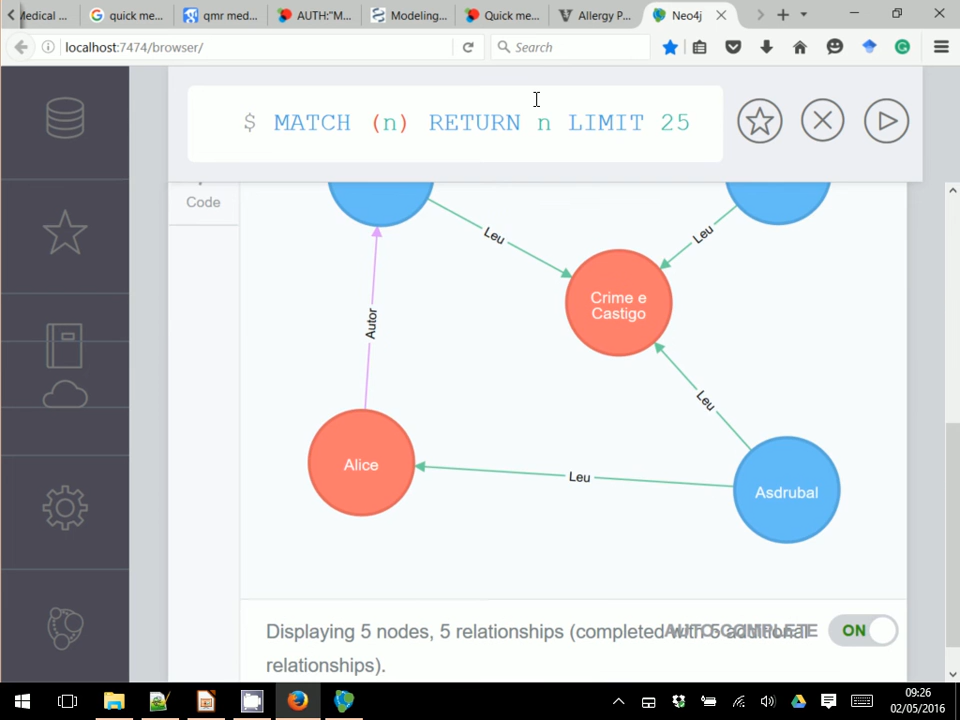 Medical ...
quick me...
qmr med...
AUTH:"M...
Modeling...
Quick me...
Allergy P...
Neo4j
localhost:7474/browser/
Search
$ MATCH (n) RETURN n LIMIT 25
Code
Leu
Leu
Crime e
Castigo
Autor
Leu
Alice
Leu
Asdrubal
Displaying 5 nodes, 5 relationships (completed with 5 additional
relationships).
AUTO-COMPLETE
ON
09:26
02/05/2016